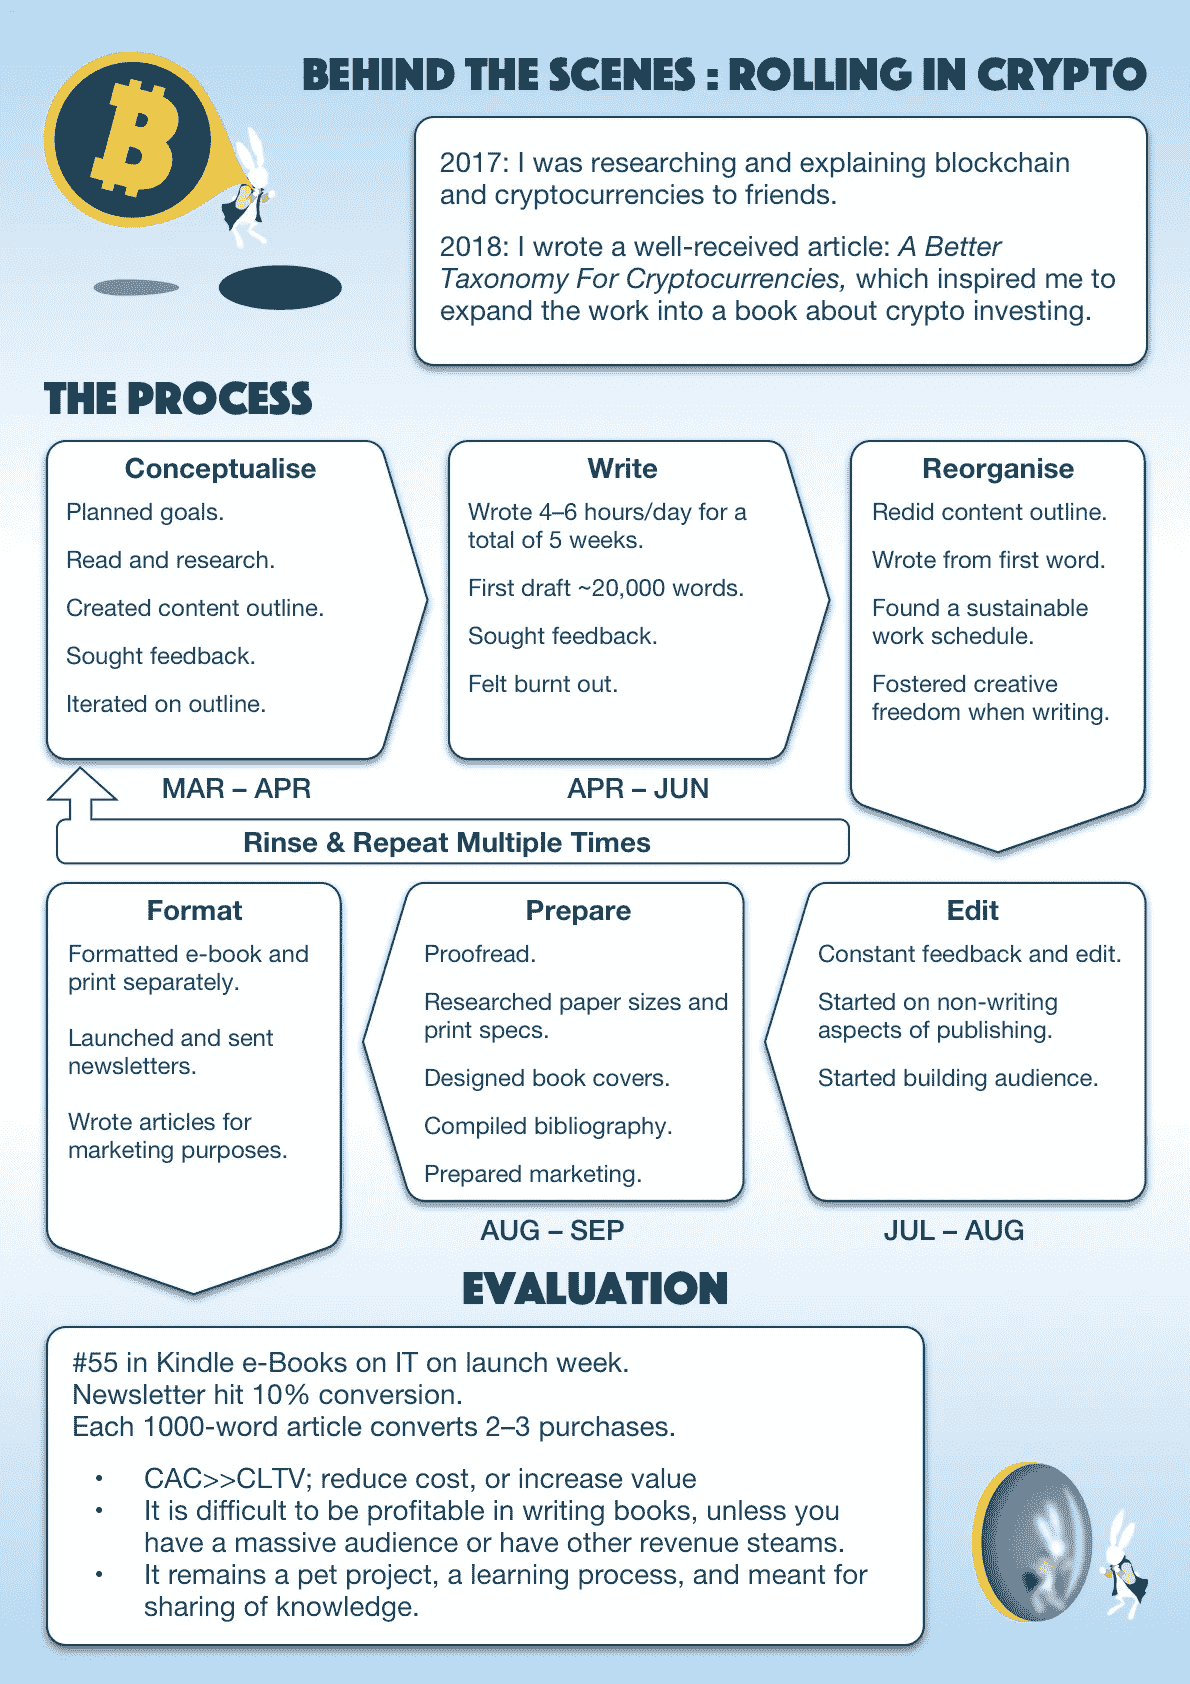 BEHIND THE SCENES : ROLLING IN CRYPTO
2017: I was researching and explaining blockchain
and cryptocurrencies to friends.
2018: I wrote a well-received article: A Better
Taxonomy For Cryptocurrencies, which inspired me to
expand the work into a book about crypto investing.
THE PROCESS
Conceptualise
Planned goals.
Read and research.
Created content outline.
Sought feedback.
Iterated on outline.
MAR – APR
Write
Wrote 4–6 hours/day for a
total of 5 weeks.
First draft ~20,000 words.
Sought feedback.
Felt burnt out.
APR – JUN
Reorganise
Redid content outline.
Wrote from first word.
Found a sustainable
work schedule.
Fostered creative
freedom when writing.
Rinse & Repeat Multiple Times
Edit
Constant feedback and edit.
Started on non-writing
aspects of publishing.
Started building audience.
JUL – AUG
Prepare
Proofread.
Researched paper sizes and
print specs.
Designed book covers.
Compiled bibliography.
Prepared marketing.
AUG – SEP
Format
Formatted e-book and
print separately.
Launched and sent
newsletters.
Wrote articles for
marketing purposes.
EVALUATION
#55 in Kindle e-Books on IT on launch week.
Newsletter hit 10% conversion.
Each 1000-word article converts 2–3 purchases.
• CAC>>CLTV; reduce cost, or increase value
• It is difficult to be profitable in writing books, unless you
have a massive audience or have other revenue steams.
• It remains a pet project, a learning process, and meant for
sharing of knowledge.